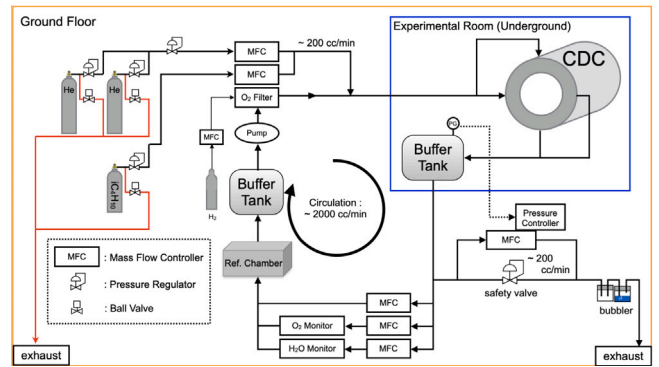 Ground Floor
Experimental Room (Underground)
MFC
~ 200 cc/min
MFC
CDC
He
He
O₂ Filter
MFC
Pump
PG
Buffer
Tank
iC₄H₁₀
Buffer
Tank
H₂
Circulation :
~ 2000 cc/min
Pressure
Controller
MFC
MFC
: Mass Flow Controller
Ref. Chamber
~ 200
cc/min
: Pressure Regulator
safety valve
MFC
bubbler
: Ball Valve
O₂ Monitor
MFC
H₂O Monitor
MFC
exhaust
exhaust